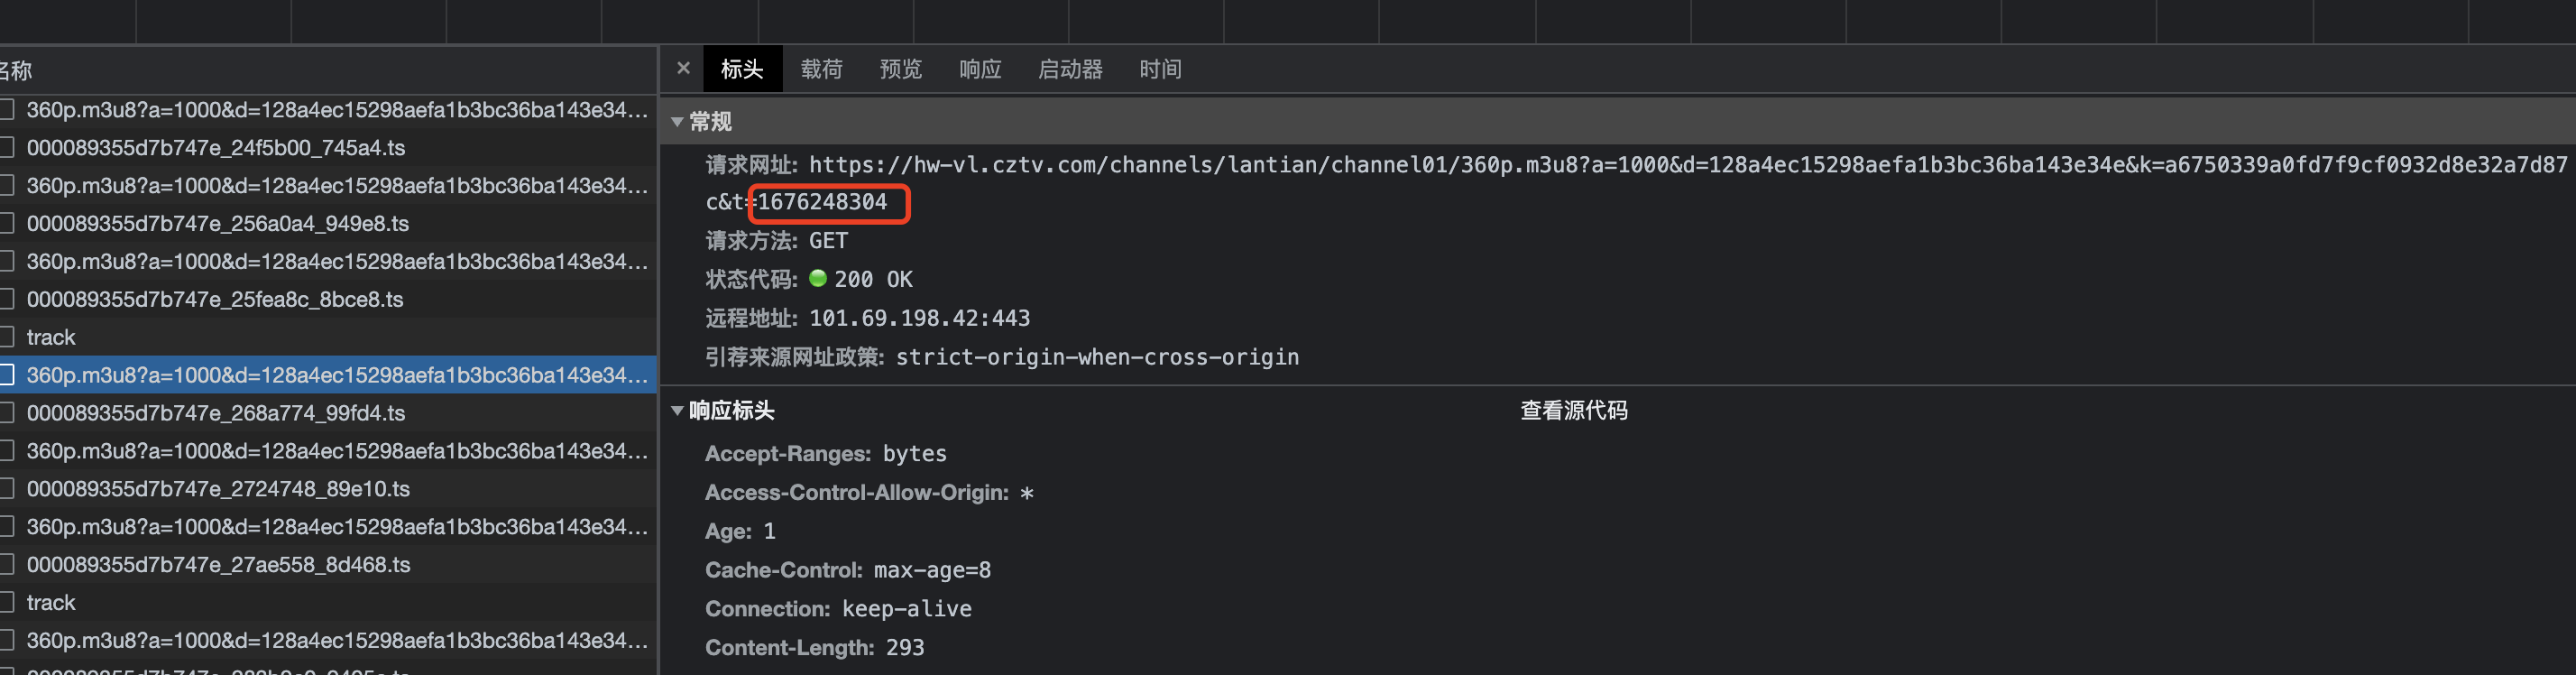 名称
360p.m3u8?a=1000&d=128a4ec15298aefa1b3bc36ba143e34...
000089355d7b747e_24f5b00_745a4.ts
360p.m3u8?a=1000&d=128a4ec15298aefa1b3bc36ba143e34...
000089355d7b747e_256a0a4_949e8.ts
360p.m3u8?a=1000&d=128a4ec15298aefa1b3bc36ba143e34...
000089355d7b747e_25fea8c_8bce8.ts
track
360p.m3u8?a=1000&d=128a4ec15298aefa1b3bc36ba143e34...
000089355d7b747e_268a774_99fd4.ts
360p.m3u8?a=1000&d=128a4ec15298aefa1b3bc36ba143e34...
000089355d7b747e_2724748_89e10.ts
360p.m3u8?a=1000&d=128a4ec15298aefa1b3bc36ba143e34...
000089355d7b747e_27ae558_8d468.ts
track
360p.m3u8?a=1000&d=128a4ec15298aefa1b3bc36ba143e34...
× 标头 载荷 预览 响应 启动器 时间
常规
请求网址: https://hw-vl.cztv.com/channels/lantian/channel01/360p.m3u8?a=1000&d=128a4ec15298aefa1b3bc36ba143e34e&k=a6750339a0fd7f9cf0932d8e32a7d87
c&t=1676248304
请求方法: GET
状态代码: 200 OK
远程地址: 101.69.198.42:443
引荐来源网址政策: strict-origin-when-cross-origin
响应标头 查看源代码
Accept-Ranges: bytes
Access-Control-Allow-Origin: *
Age: 1
Cache-Control: max-age=8
Connection: keep-alive
Content-Length: 293